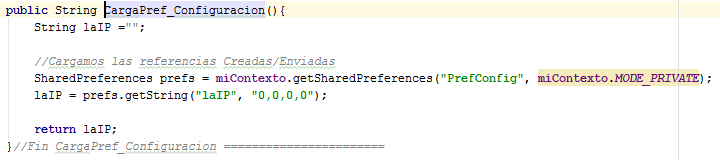 public String CargaPref_Configuracion(){
String laIP ="";
//Cargamos las referencias Creadas/Enviadas
SharedPreferences prefs = miContexto.getSharedPreferences("PrefConfig", miContexto.MODE_PRIVATE);
laIP = prefs.getString("laIP", "0,0,0,0");
return laIP;
}//Fin CargaPref_Configuracion =======================